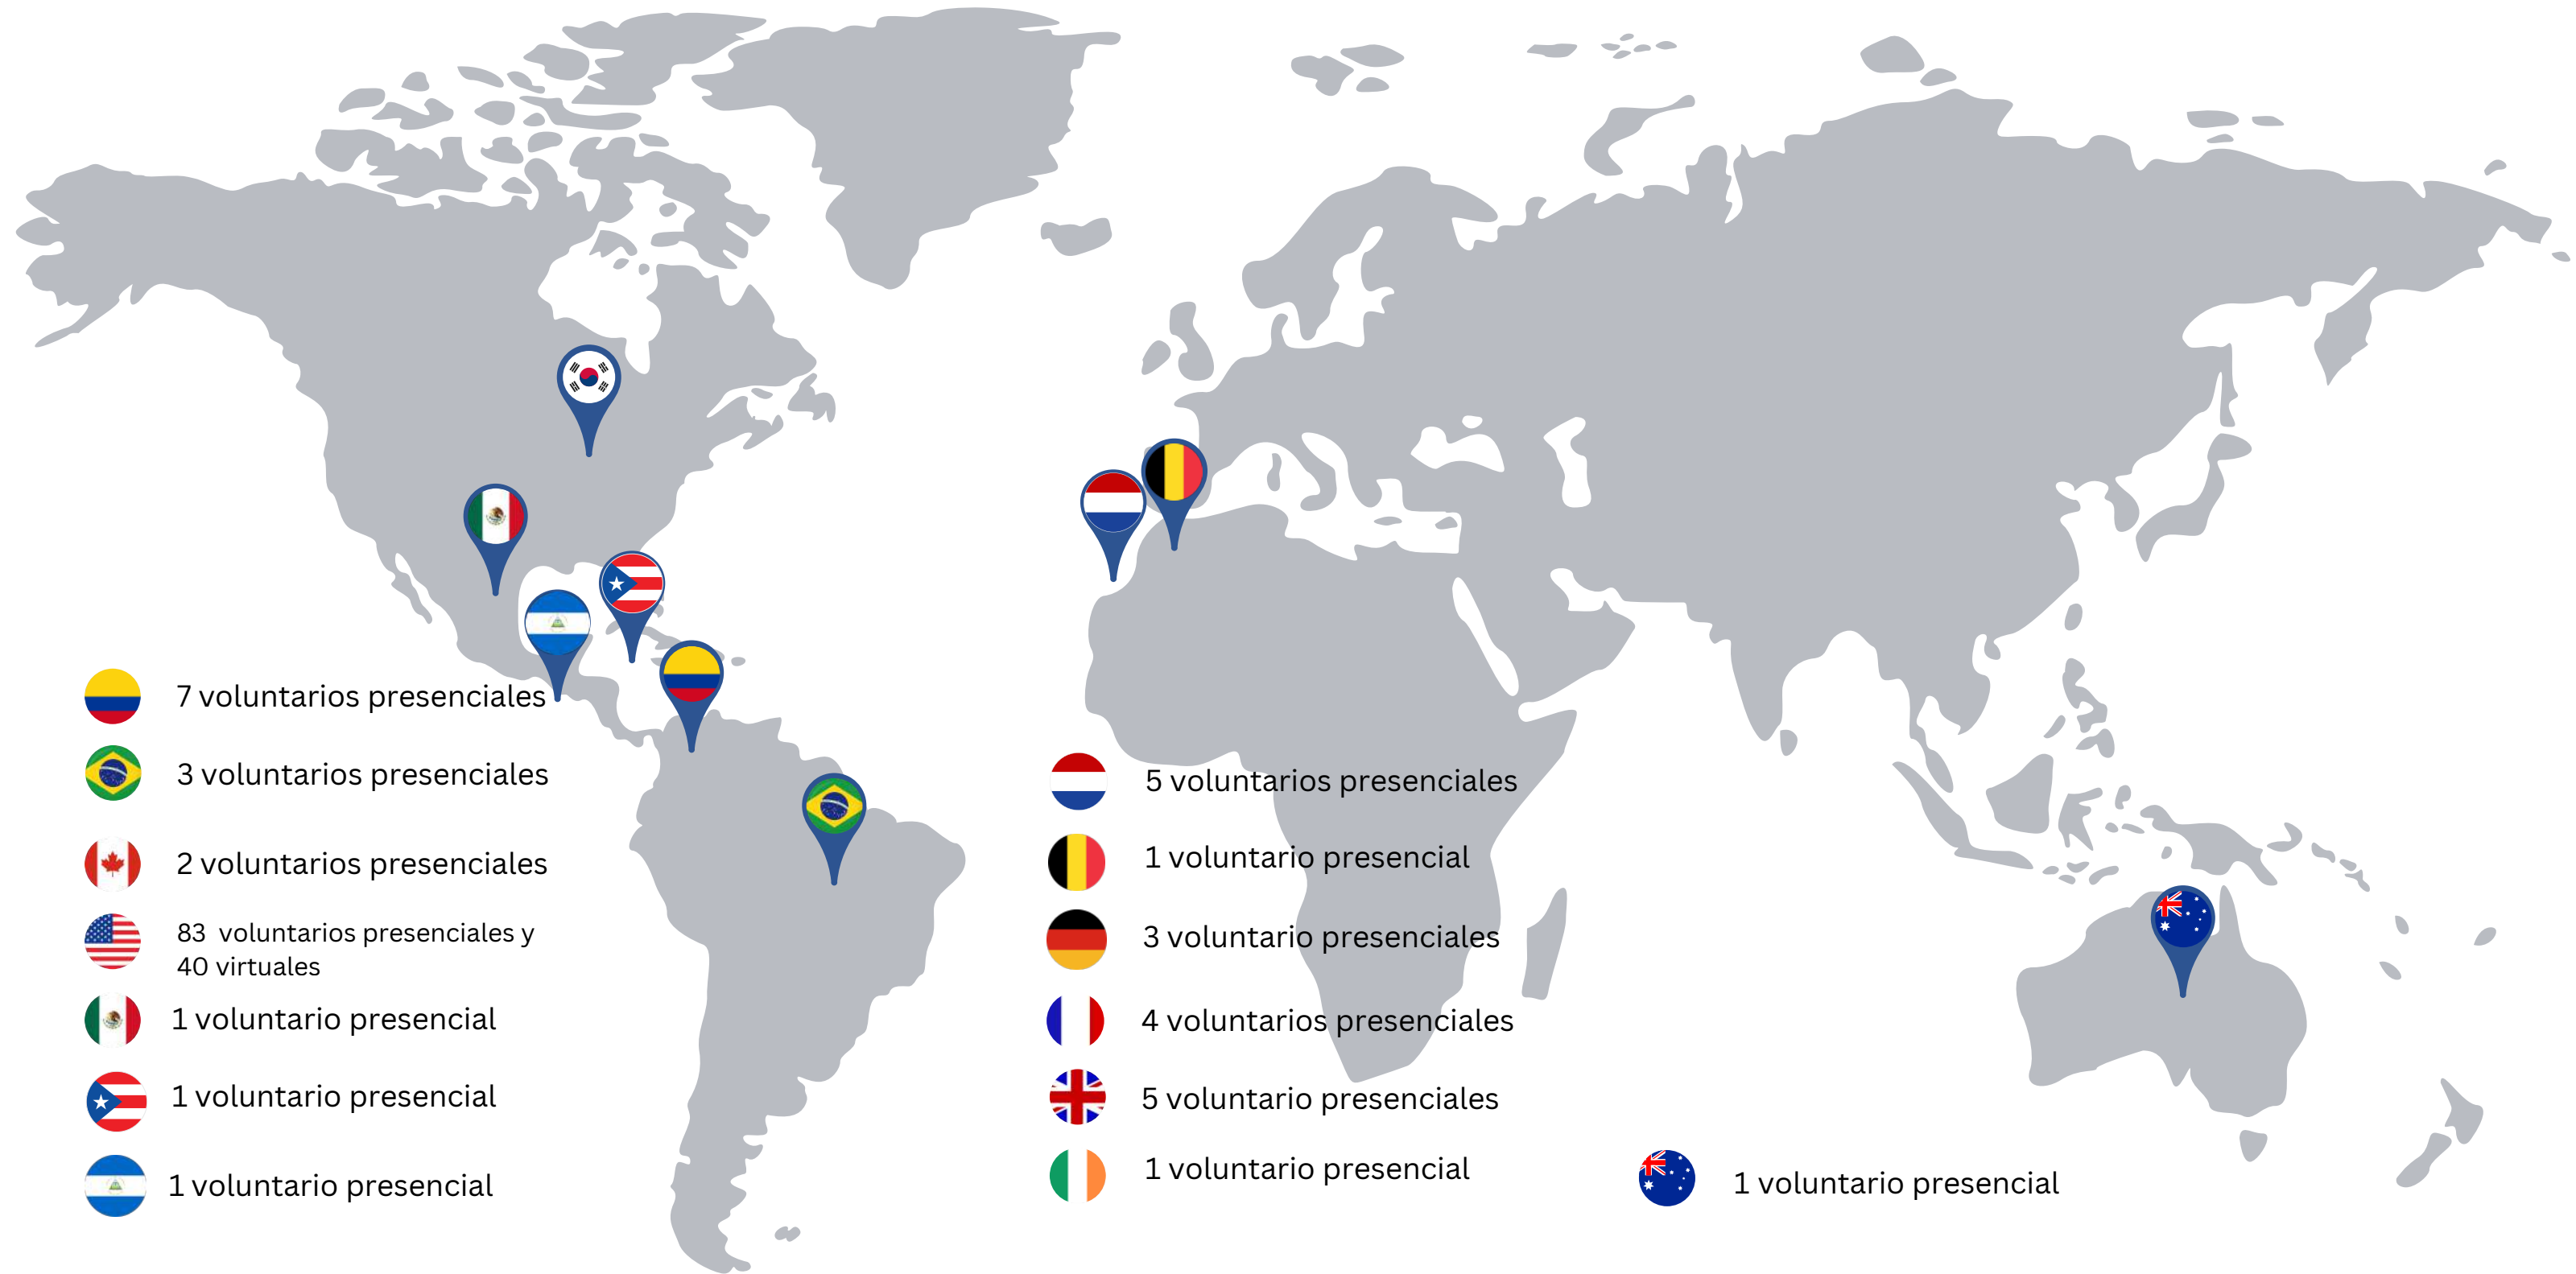 7 voluntarios presenciales
3 voluntarios presenciales
2 voluntarios presenciales
83 voluntarios presenciales y
40 virtuales
1 voluntario presencial
1 voluntario presencial
1 voluntario presencial
5 voluntarios presenciales
1 voluntario presencial
3 voluntario presenciales
4 voluntarios presenciales
5 voluntario presenciales
1 voluntario presencial
1 voluntario presencial